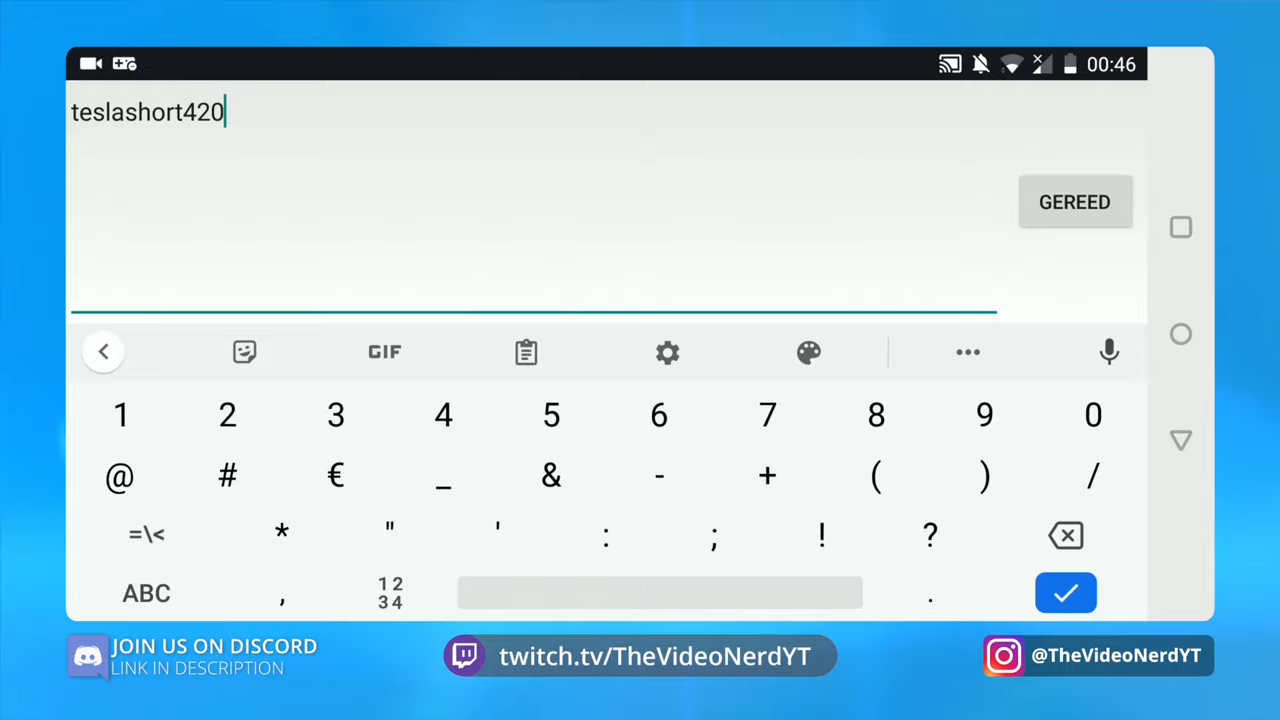 00:46
teslashort420
GEREED
GIF
1 2 3 4 5 6 7 8 9 0
@ # € _ & - + ( ) /
=\< * " ' : ; ! ?
ABC , 12 34 .
JOIN US ON DISCORD
LINK IN DESCRIPTION
twitch.tv/TheVideoNerdYT
@TheVideoNerdYT